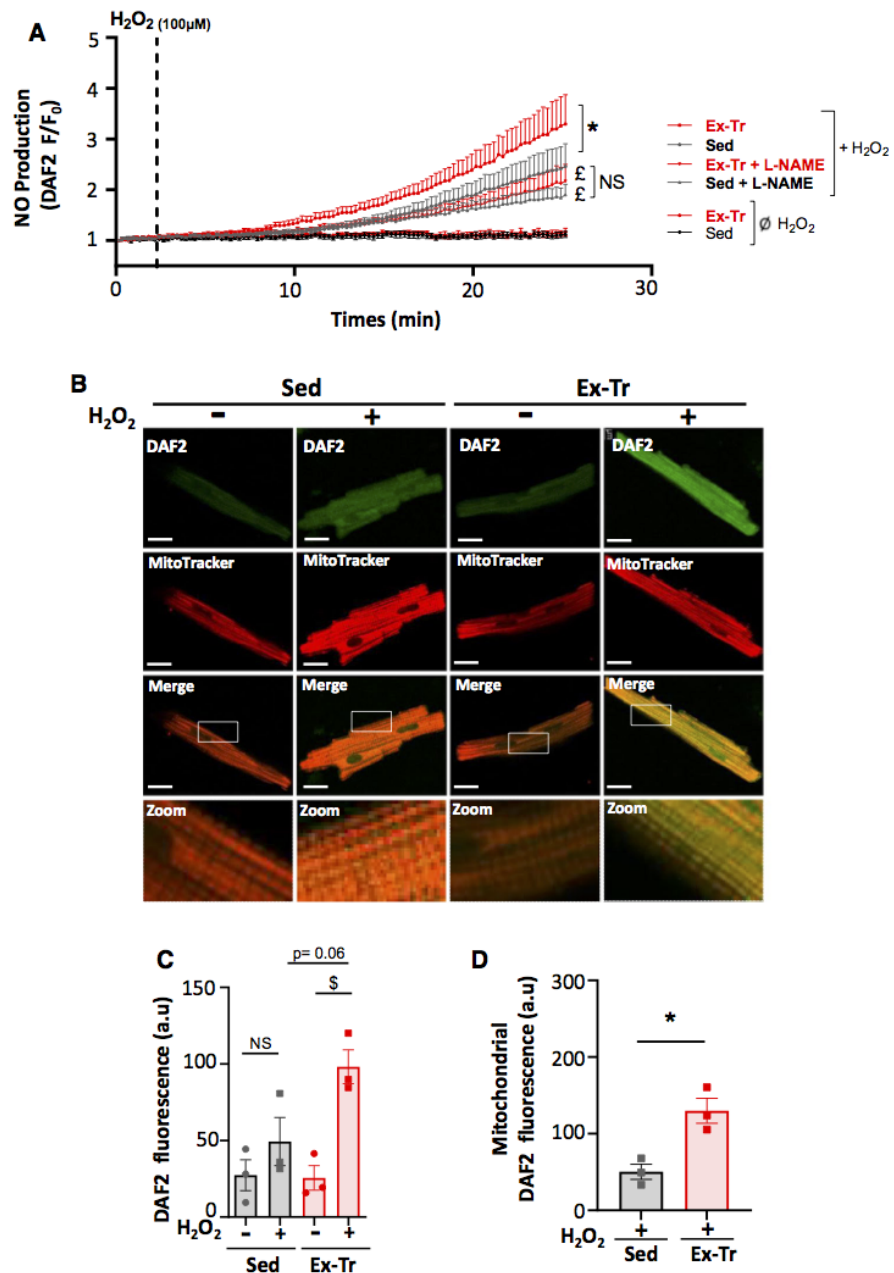 A
H₂O₂ (100µM)
NO Production
(DAF2 F/F₀)
5
4
3
2
1
0
10
20
30
Times (min)
*
£
£
NS
Ex-Tr
Sed
Ex-Tr + L-NAME
Sed + L-NAME
+ H₂O₂
Ex-Tr
Sed
Ø H₂O₂
B
Sed
Ex-Tr
H₂O₂
-
+
-
+
DAF2
DAF2
DAF2
DAF2
MitoTracker
MitoTracker
MitoTracker
MitoTracker
Merge
Merge
Merge
Merge
Zoom
Zoom
Zoom
Zoom
C
p= 0.06
$
NS
DAF2 fluorescence (a.u)
150
100
50
0
H₂O₂
-
+
-
+
Sed
Ex-Tr
D
*
Mitochondrial
DAF2 fluorescence (a.u)
300
200
100
0
H₂O₂
+
+
Sed
Ex-Tr